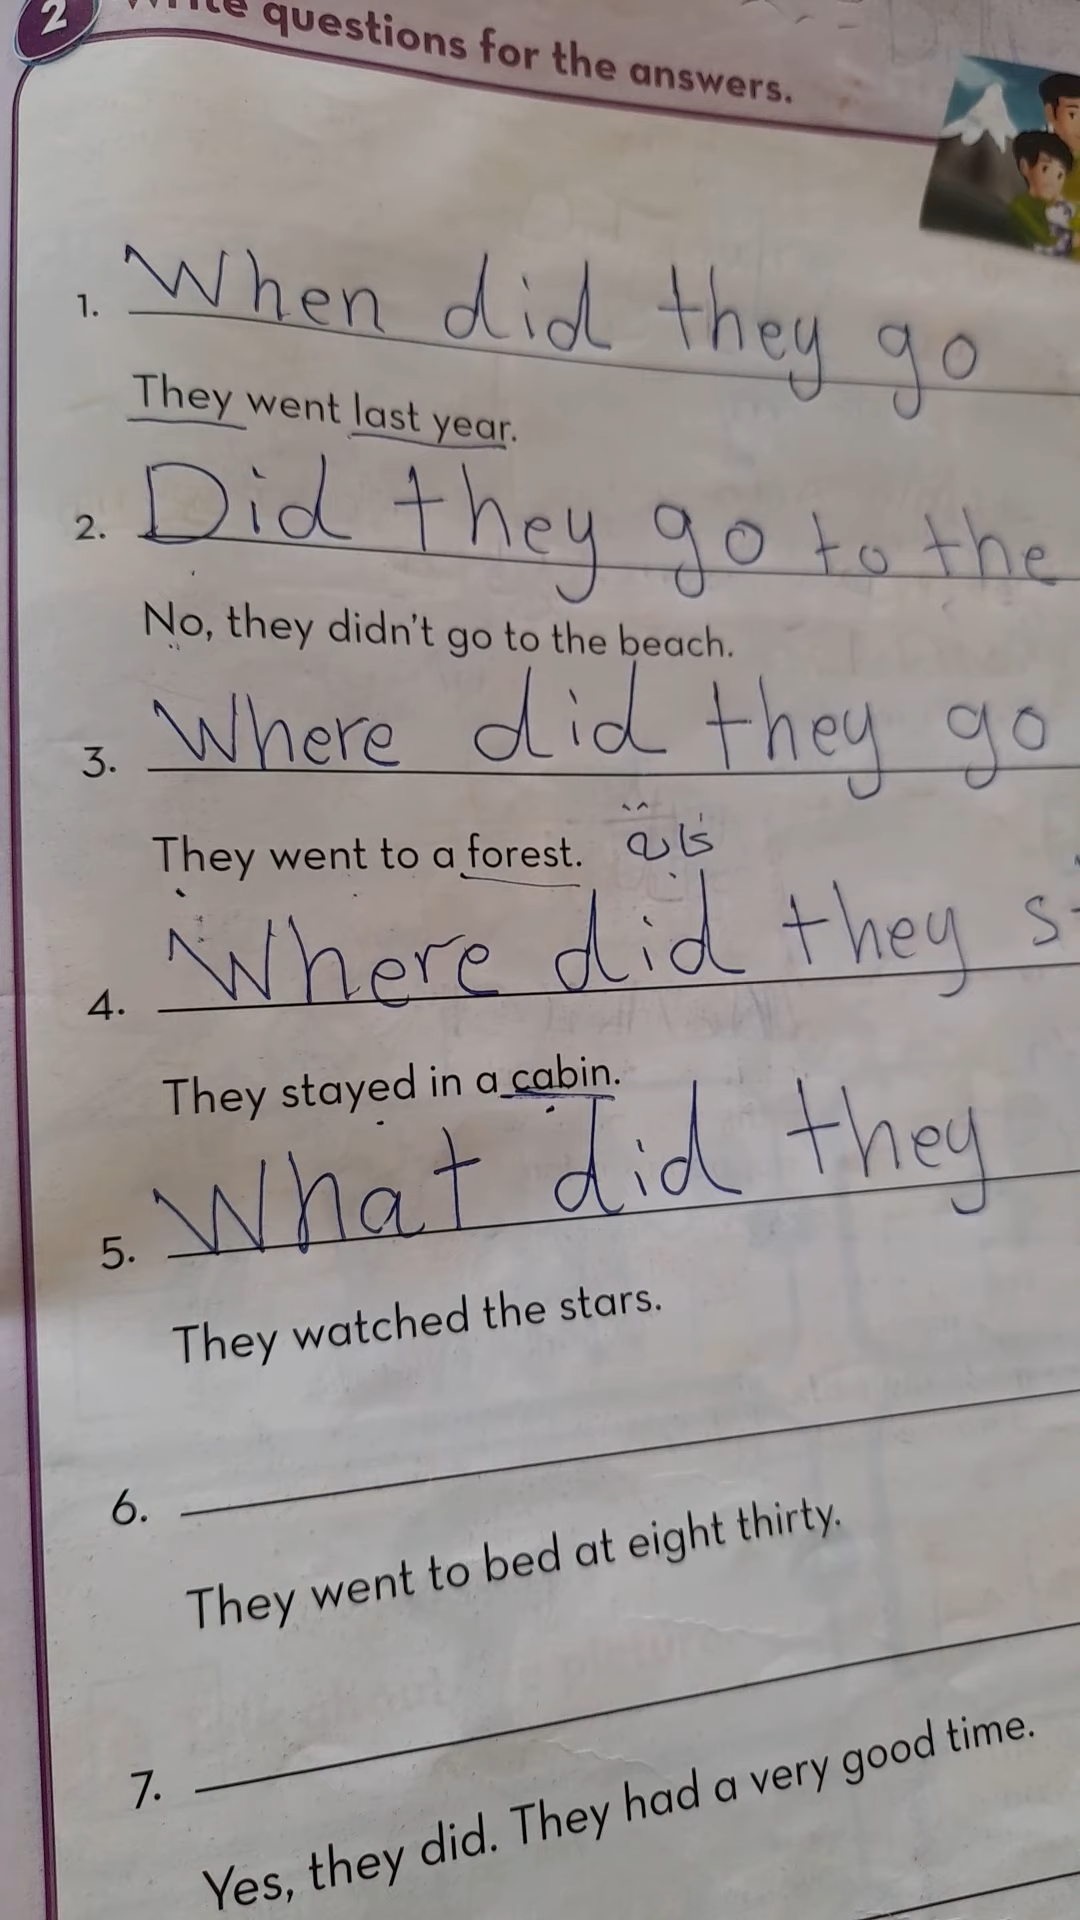 2 Write questions for the answers.
1. When did they go
They went last year.
2. Did they go to the
No, they didn't go to the beach.
3. Where did they go
They went to a forest. غابة
4. Where did they
They stayed in a cabin.
5. What did they
They watched the stars.
6.
They went to bed at eight thirty.
7.
Yes, they did. They had a very good time.